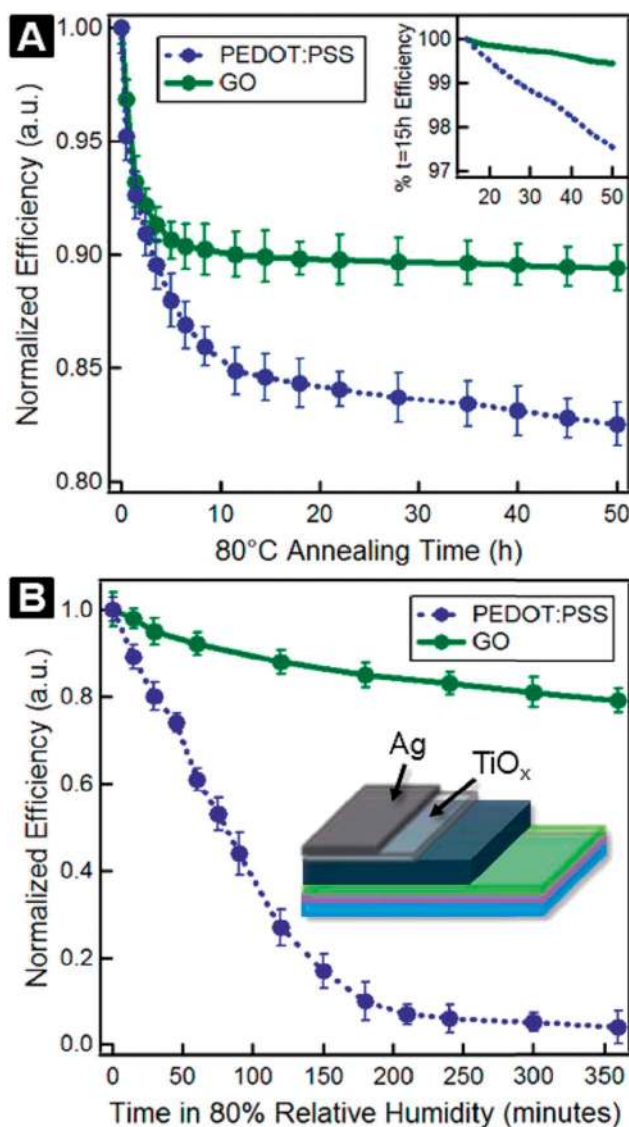 A
PEDOT:PSS
GO
Normalized Efficiency (a.u.)
1.00
0.95
0.90
0.85
0.80
0
10
20
30
40
50
80°C Annealing Time (h)
% t=15h Efficiency
100
99
98
97
20
30
40
50
B
PEDOT:PSS
GO
Normalized Efficiency (a.u.)
1.0
0.8
0.6
0.4
0.2
0.0
Ag
TiOₓ
0
50
100
150
200
250
300
350
Time in 80% Relative Humidity (minutes)